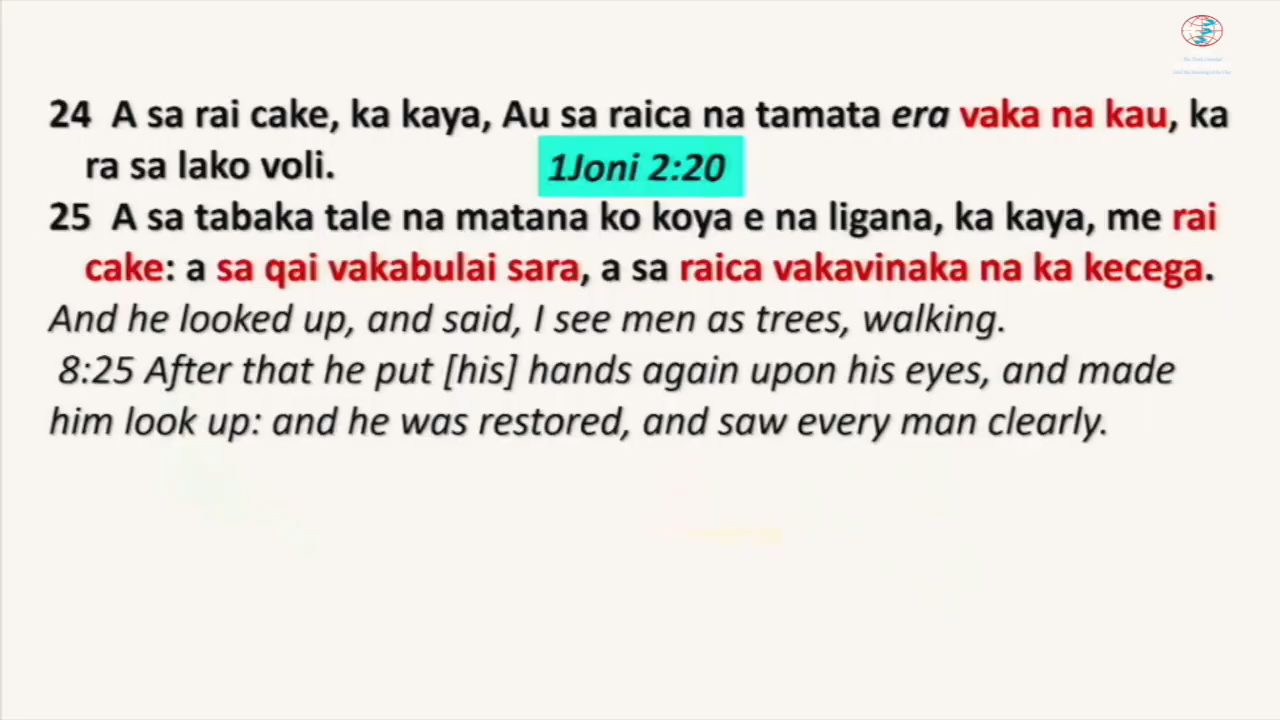 24 A sa rai cake, ka kaya, Au sa raica na tamata era vaka na kau, ka
ra sa lako voli.
1Joni 2:20
25 A sa tabaka tale na matana ko koya e na ligana, ka kaya, me rai
cake: a sa qai vakabulai sara, a sa raica vakavinaka na ka kecega.
And he looked up, and said, I see men as trees, walking.
8:25 After that he put [his] hands again upon his eyes, and made
him look up: and he was restored, and saw every man clearly.